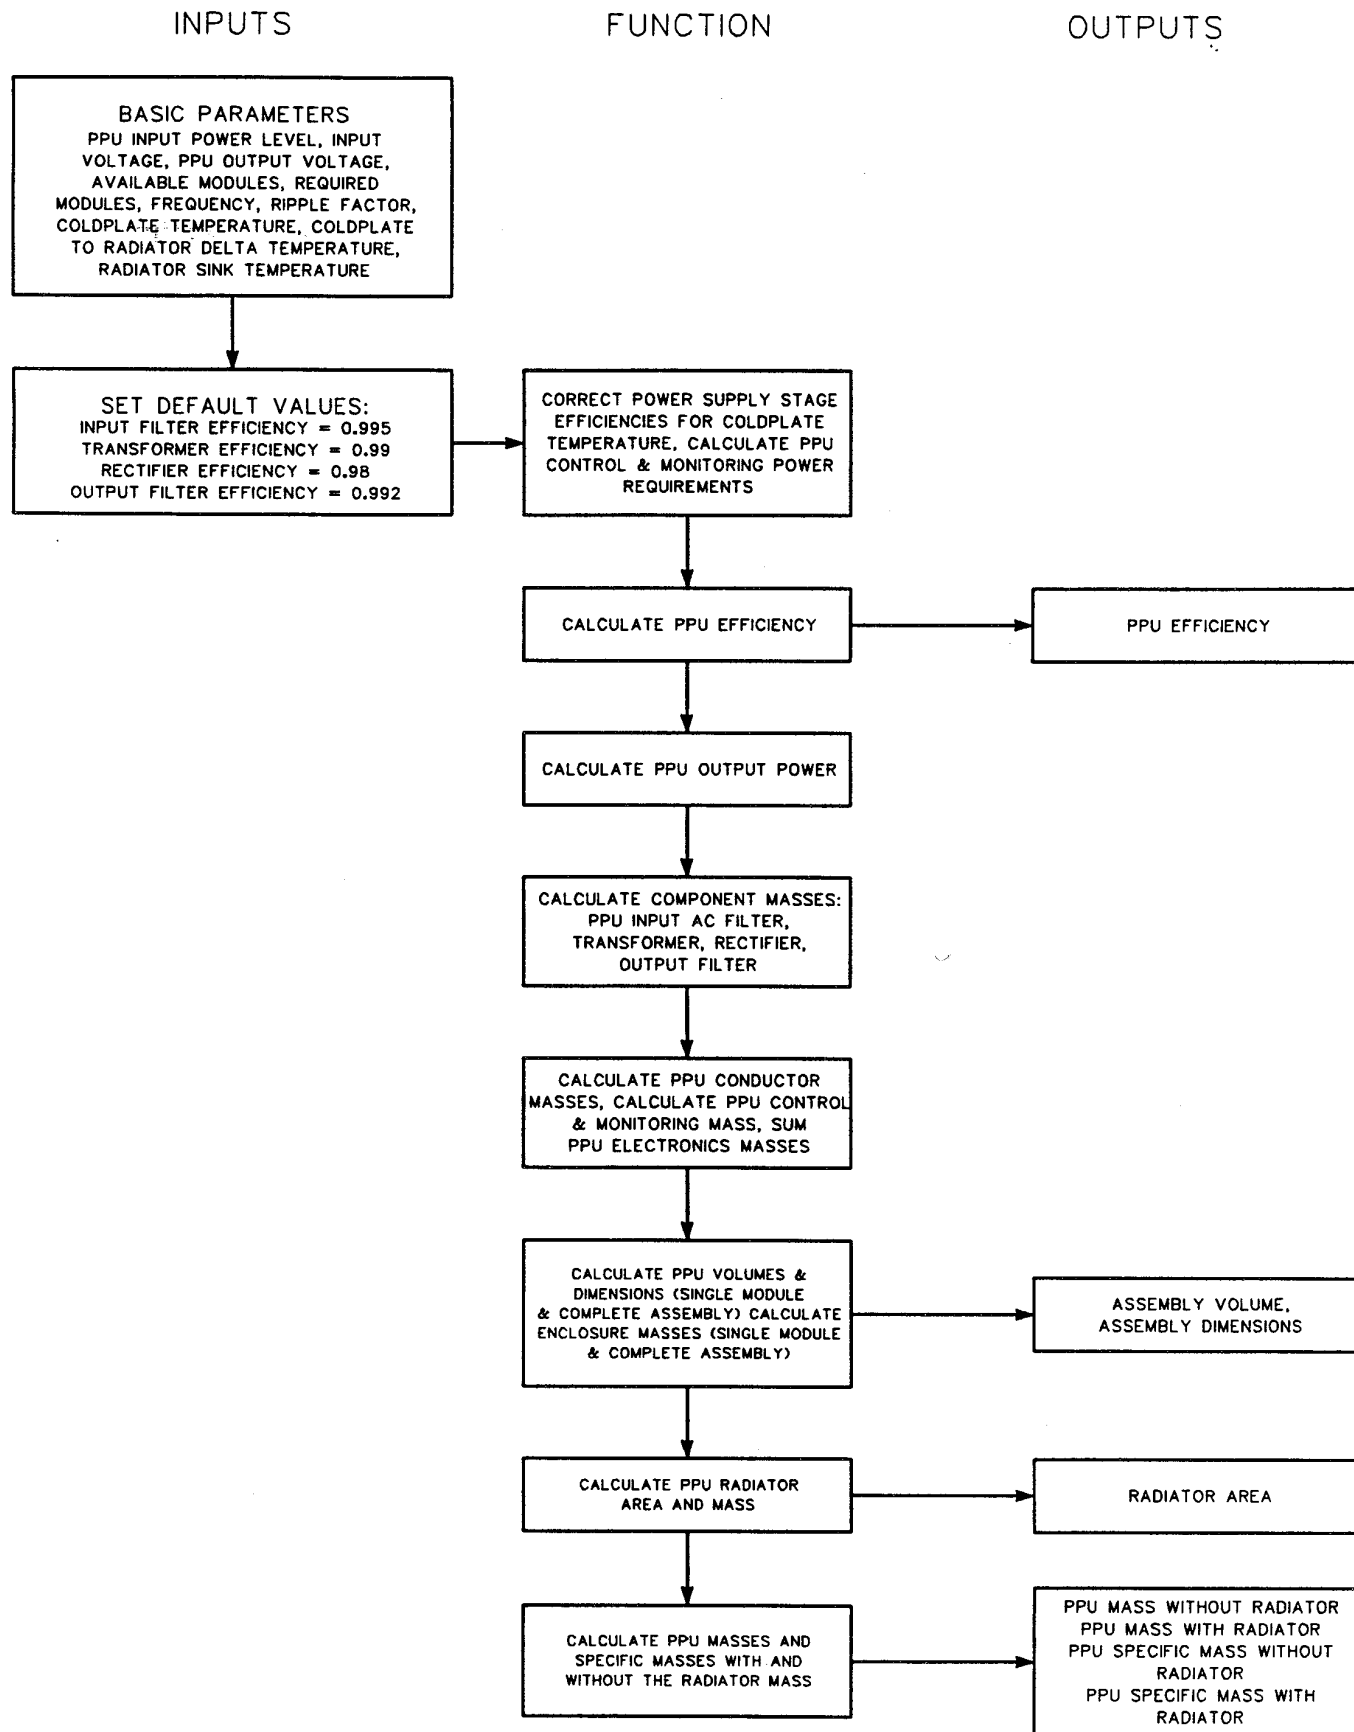 INPUTS
FUNCTION
OUTPUTS
BASIC PARAMETERS
PPU INPUT POWER LEVEL, INPUT
VOLTAGE, PPU OUTPUT VOLTAGE,
AVAILABLE MODULES, REQUIRED
MODULES, FREQUENCY, RIPPLE FACTOR,
COLDPLATE TEMPERATURE, COLDPLATE
TO RADIATOR DELTA TEMPERATURE,
RADIATOR SINK TEMPERATURE
SET DEFAULT VALUES:
INPUT FILTER EFFICIENCY = 0.995
TRANSFORMER EFFICIENCY = 0.99
RECTIFIER EFFICIENCY = 0.98
OUTPUT FILTER EFFICIENCY = 0.992
CORRECT POWER SUPPLY STAGE
EFFICIENCIES FOR COLDPLATE
TEMPERATURE, CALCULATE PPU
CONTROL & MONITORING POWER
REQUIREMENTS
CALCULATE PPU EFFICIENCY
PPU EFFICIENCY
CALCULATE PPU OUTPUT POWER
CALCULATE COMPONENT MASSES:
PPU INPUT AC FILTER,
TRANSFORMER, RECTIFIER,
OUTPUT FILTER
CALCULATE PPU CONDUCTOR
MASSES, CALCULATE PPU CONTROL
& MONITORING MASS, SUM
PPU ELECTRONICS MASSES
CALCULATE PPU VOLUMES &
DIMENSIONS (SINGLE MODULE
& COMPLETE ASSEMBLY) CALCULATE
ENCLOSURE MASSES (SINGLE MODULE
& COMPLETE ASSEMBLY)
ASSEMBLY VOLUME,
ASSEMBLY DIMENSIONS
CALCULATE PPU RADIATOR
AREA AND MASS
RADIATOR AREA
CALCULATE PPU MASSES AND
SPECIFIC MASSES WITH AND
WITHOUT THE RADIATOR MASS
PPU MASS WITHOUT RADIATOR
PPU MASS WITH RADIATOR
PPU SPECIFIC MASS WITHOUT
RADIATOR
PPU SPECIFIC MASS WITH
RADIATOR